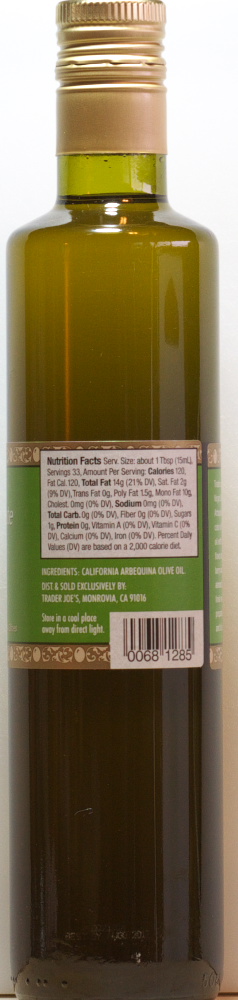 Nutrition Facts Serv. Size: about 1 Tbsp (15mL),
Servings 33, Amount Per Serving: Calories 120,
Fat Cal. 120, Total Fat 14g (21% DV), Sat. Fat 2g
(9% DV), Trans Fat 0g, Poly Fat 1.5g, Mono Fat 10g,
Cholest. 0mg (0% DV), Sodium 0mg (0% DV),
Total Carb. 0g (0% DV), Fiber 0g (0% DV), Sugars
1g, Protein 0g, Vitamin A (0% DV), Vitamin C (0%
DV), Calcium (0% DV), Iron (0% DV). Percent Daily
Values (DV) are based on a 2,000 calorie diet.
INGREDIENTS: CALIFORNIA ARBEQUINA OLIVE OIL.
DIST. & SOLD EXCLUSIVELY BY:
TRADER JOE'S, MONROVIA, CA 91016
Store in a cool place
away from direct light.
0068 1285